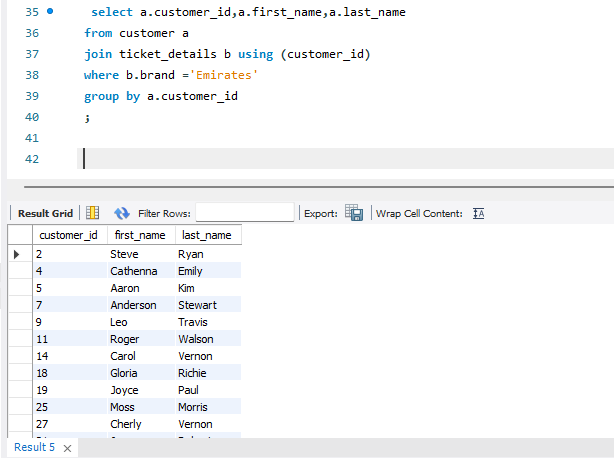 35 select a.customer_id,a.first_name,a.last_name
36 from customer a
37 join ticket_details b using (customer_id)
38 where b.brand ='Emirates'
39 group by a.customer_id
40 ;
41
42
Result Grid Filter Rows: Export: Wrap Cell Content:
customer_id first_name last_name
2 Steve Ryan
4 Cathenna Emily
5 Aaron Kim
7 Anderson Stewart
9 Leo Travis
11 Roger Walson
14 Carol Vernon
18 Gloria Richie
19 Joyce Paul
25 Moss Morris
27 Cherly Vernon
Result 5